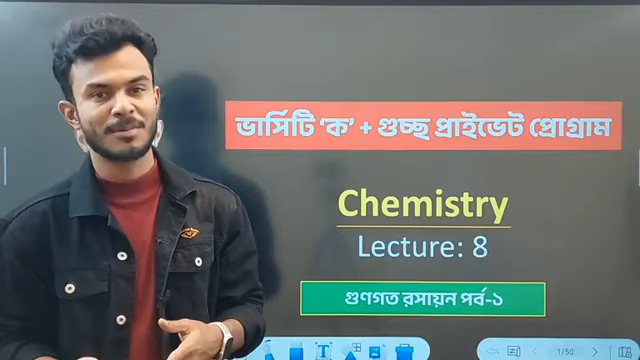 ভার্সিটি 'ক' + গুচ্ছ প্রাইভেট প্রোগ্রাম
Chemistry
Lecture: 8
গুণগত রসায়ন পর্ব-১
1/50